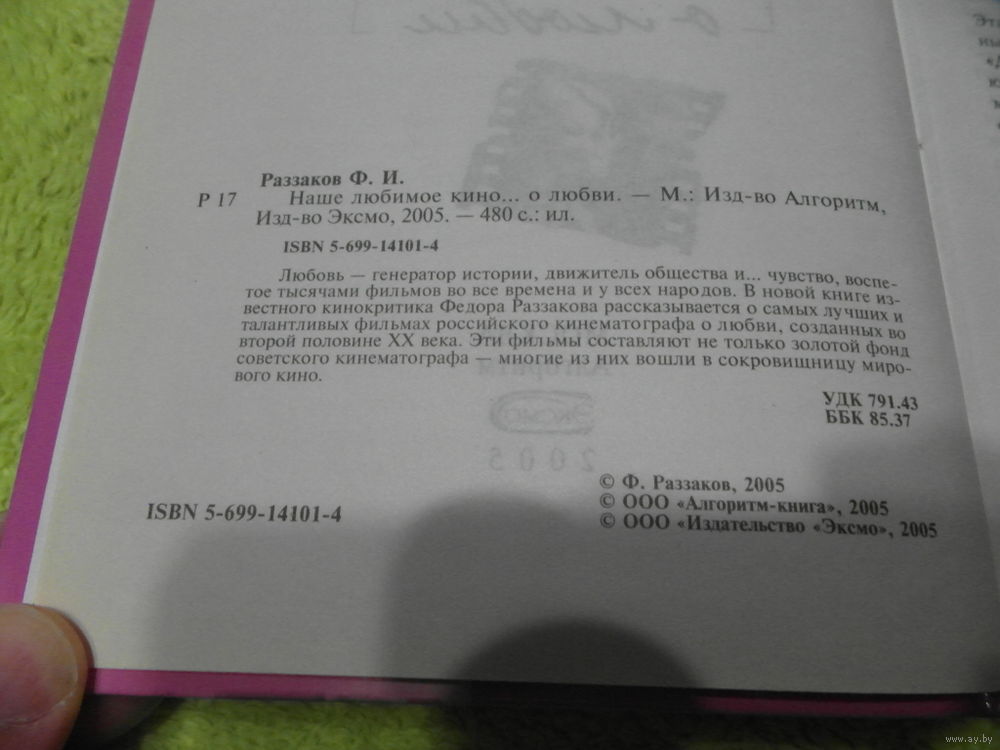 Раззаков Ф. И.
Р 17 Наше любимое кино... о любви. — М.: Изд-во Алгоритм,
Изд-во Эксмо, 2005. — 480 с.: ил.
ISBN 5-699-14101-4
Любовь — генератор истории, движитель общества и... чувство, воспе-
тое тысячами фильмов во все времена и у всех народов. В новой книге из-
вестного кинокритика Федора Раззакова рассказывается о самых лучших и
талантливых фильмах российского кинематографа о любви, созданных во
второй половине XX века. Эти фильмы составляют не только золотой фонд
советского кинематографа — многие из них вошли в сокровищницу миро-
вого кино.
УДК 791.43
ББК 85.37
© Ф. Раззаков, 2005
© ООО «Алгоритм-книга», 2005
© ООО «Издательство «Эксмо», 2005
ISBN 5-699-14101-4
www.ay.by